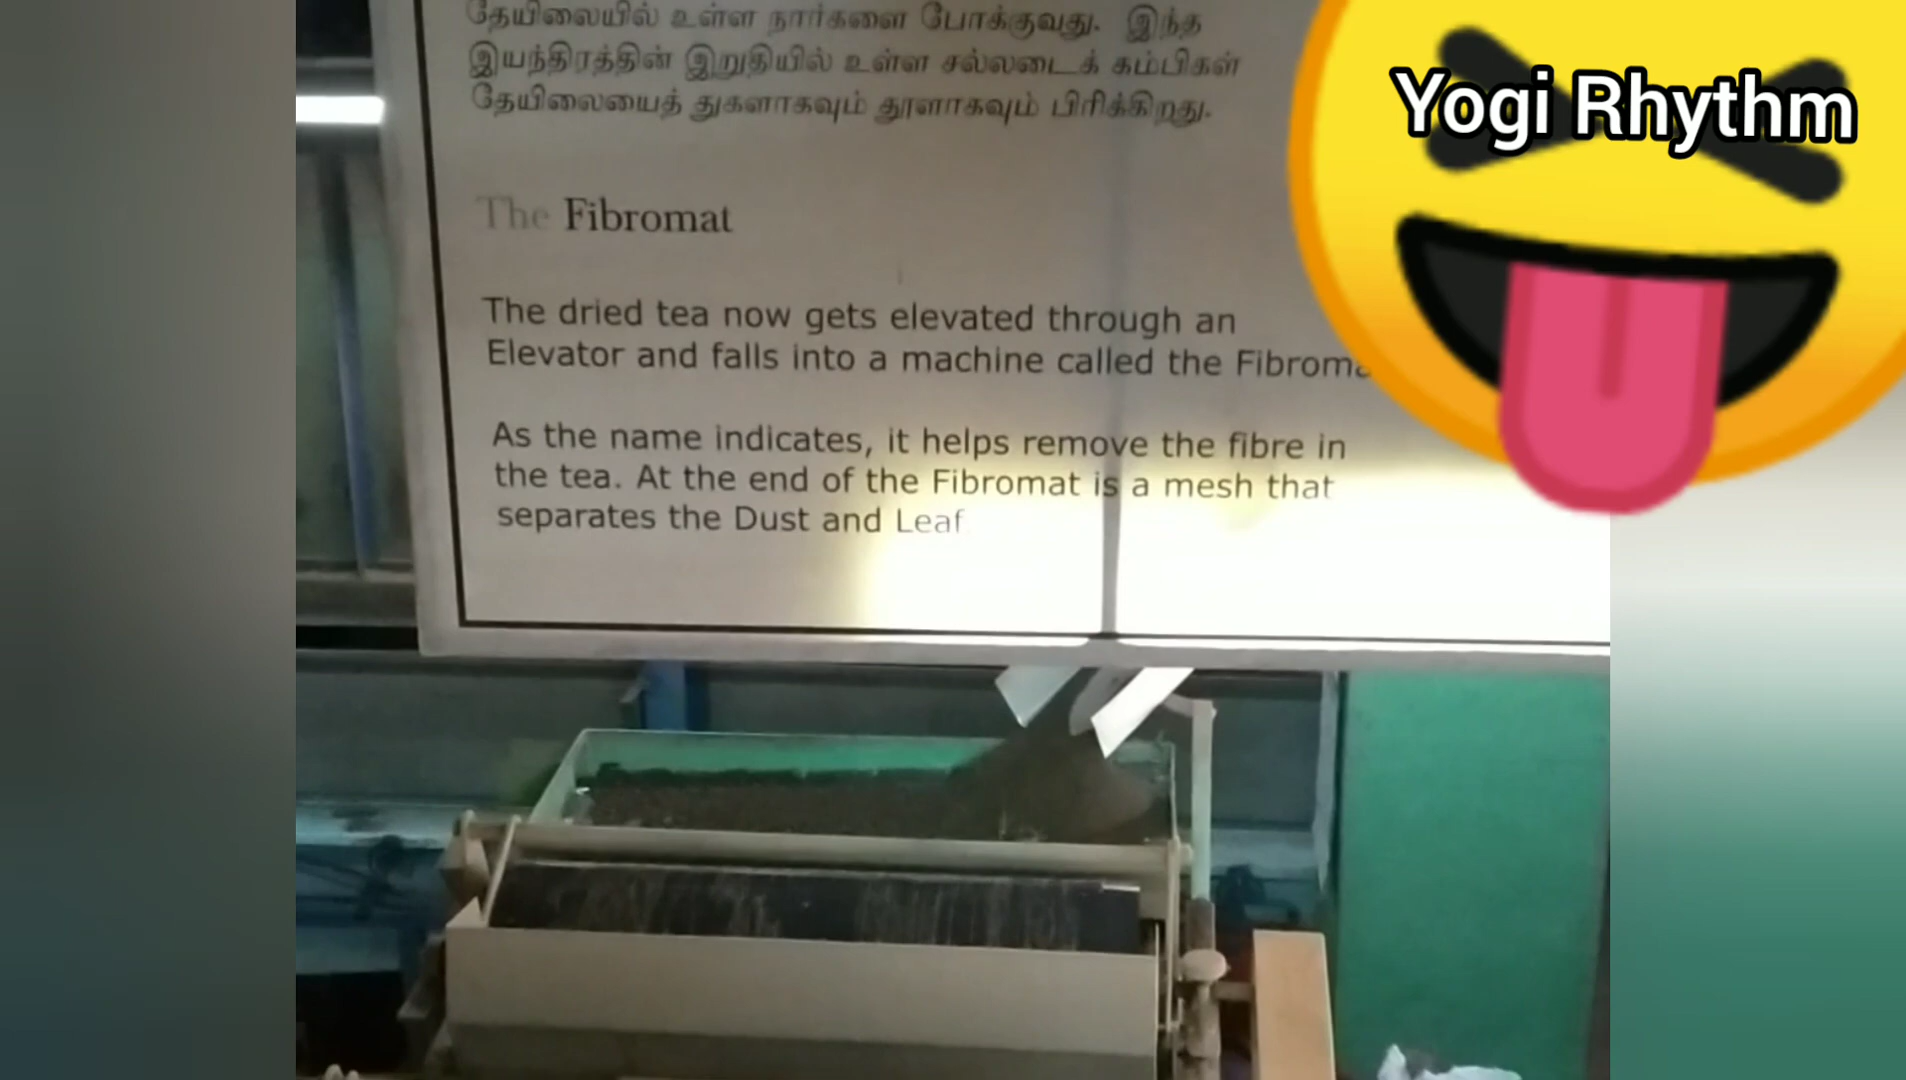 தேயிலையில் உள்ள நார்களை போக்குவது. இந்த
இயந்திரத்தின் இறுதியில் உள்ள சல்லடைக் கம்பிகள்
தேயிலையைத் துகளாகவும் தூளாகவும் பிரிக்கிறது.
Yogi Rhythm
The Fibromat
The dried tea now gets elevated through an
Elevator and falls into a machine called the Fibroma
As the name indicates, it helps remove the fibre in
the tea. At the end of the Fibromat is a mesh that
separates the Dust and Leaf